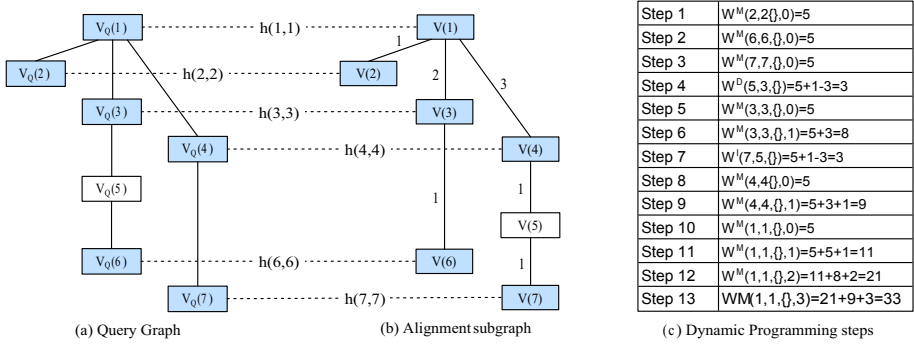 V_Q(1) h(1,1) V(1)
1
V_Q(2) h(2,2) V(2)
2
3
V_Q(3) h(3,3) V(3)
V_Q(4) h(4,4) V(4)
V_Q(5) 1 1
V(5)
V_Q(6) h(6,6) V(6) 1
V_Q(7) h(7,7) V(7)
(a) Query Graph
(b) Alignment subgraph
Step 1 W^M(2,2{},0)=5
Step 2 W^M(6,6,{},0)=5
Step 3 W^M(7,7,{},0)=5
Step 4 W^D(5,3,{})=5+1-3=3
Step 5 W^M(3,3,{},0)=5
Step 6 W^M(3,3,{},1)=5+3=8
Step 7 W^I(7,5,{})=5+1-3=3
Step 8 W^M(4,4{},0)=5
Step 9 W^M(4,4,{},1)=5+3+1=9
Step 10 W^M(1,1,{},0)=5
Step 11 W^M(1,1,{},1)=5+5+1=11
Step 12 W^M(1,1,{},2)=11+8+2=21
Step 13 WM(1,1,{},3)=21+9+3=33
(c) Dynamic Programming steps